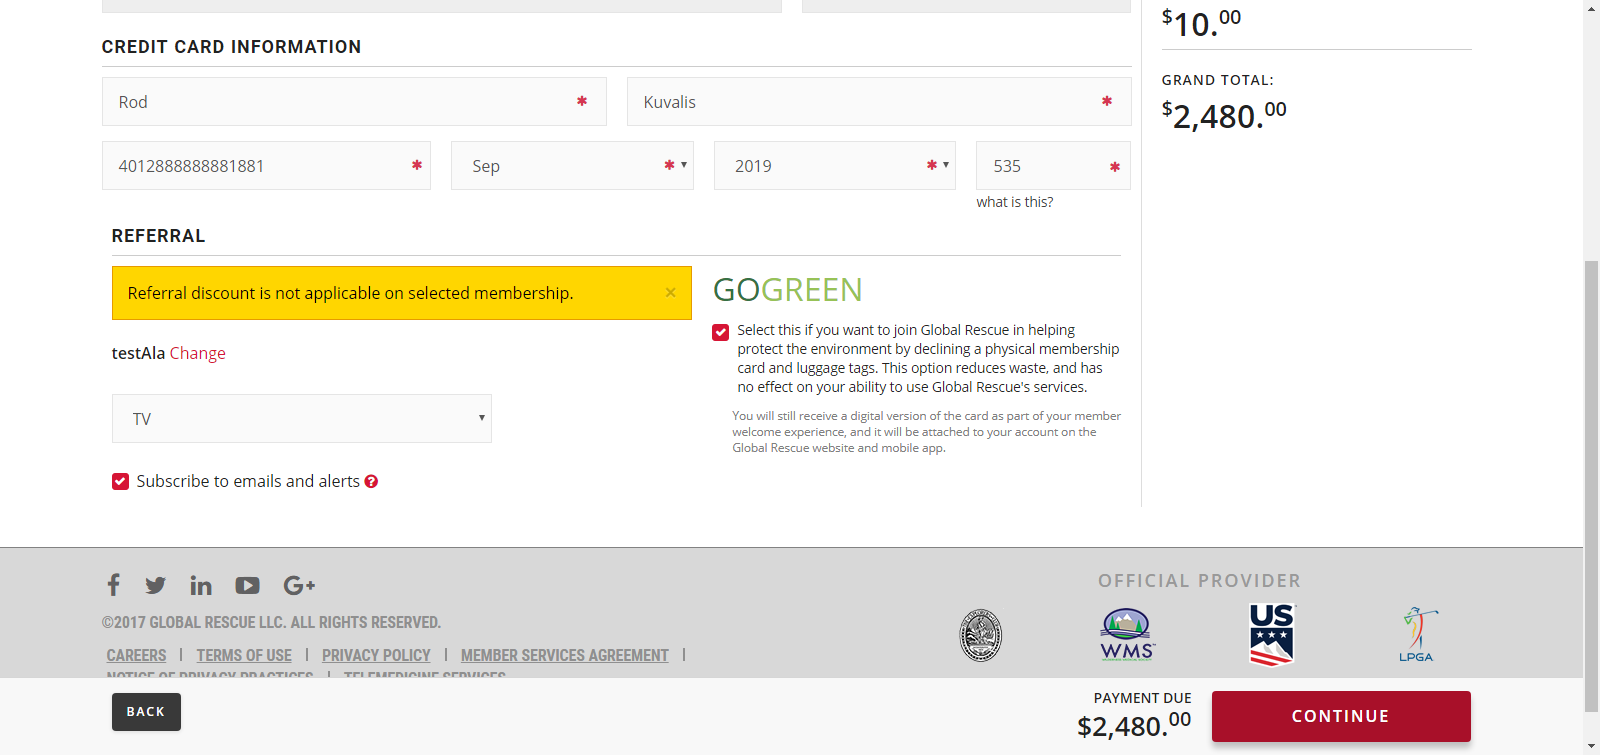 $10.00
CREDIT CARD INFORMATION
GRAND TOTAL:
$2,480.00
Rod *
Kuvalis *
4012888888881881 *
Sep *
2019 *
535 *
what is this?
REFERRAL
Referral discount is not applicable on selected membership. ×
testAla Change
TV
Subscribe to emails and alerts ?
GOGREEN
Select this if you want to join Global Rescue in helping
protect the environment by declining a physical membership
card and luggage tags. This option reduces waste, and has
no effect on your ability to use Global Rescue's services.
You will still receive a digital version of the card as part of your member
welcome experience, and it will be attached to your account on the
Global Rescue website and mobile app.
©2017 GLOBAL RESCUE LLC. ALL RIGHTS RESERVED.
CAREERS | TERMS OF USE | PRIVACY POLICY | MEMBER SERVICES AGREEMENT |
NOTICE OF PRIVACY PRACTICES | TELEMEDICINE SERVICES
OFFICIAL PROVIDER
WMS
US
LPGA
BACK
PAYMENT DUE
$2,480.00
CONTINUE